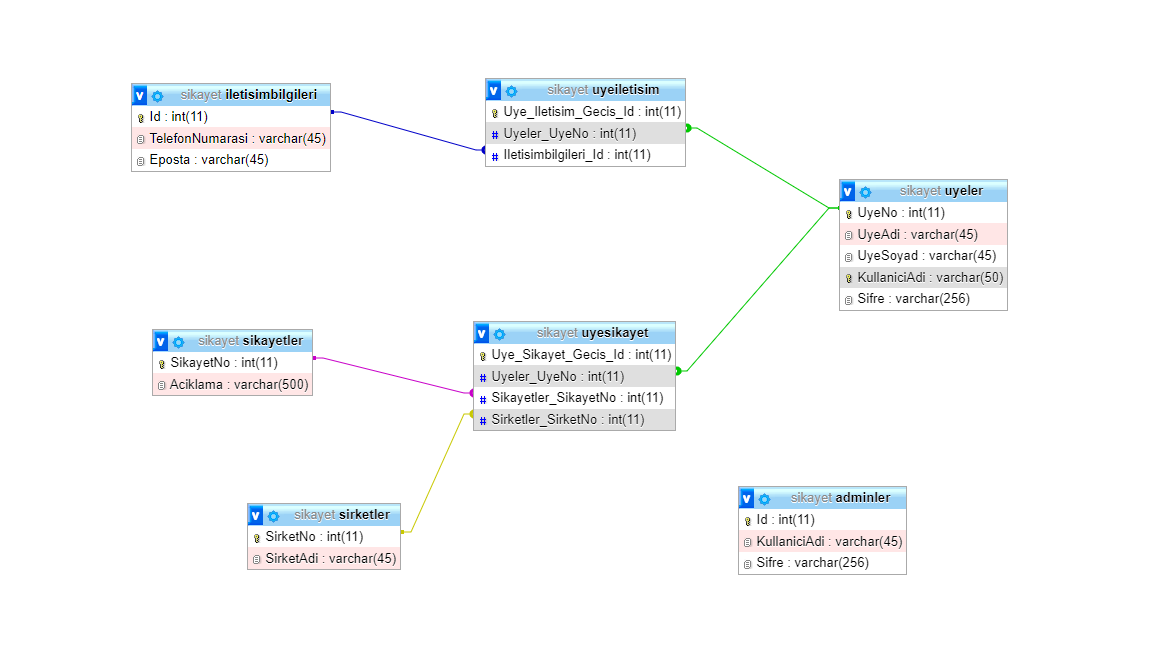 v sikayet iletisimbilgileri
Id : int(11)
TelefonNumarasi : varchar(45)
Eposta : varchar(45)
v sikayet uyeiletisim
Uye_Iletisim_Gecis_Id : int(11)
# Uyeler_UyeNo : int(11)
# Iletisimbilgileri_Id : int(11)
v sikayet uyeler
UyeNo : int(11)
UyeAdi : varchar(45)
UyeSoyad : varchar(45)
KullaniciAdi : varchar(50)
Sifre : varchar(256)
v sikayet sikayetler
SikayetNo : int(11)
Aciklama : varchar(500)
v sikayet uyesikayet
Uye_Sikayet_Gecis_Id : int(11)
# Uyeler_UyeNo : int(11)
# Sikayetler_SikayetNo : int(11)
# Sirketler_SirketNo : int(11)
v sikayet sirketler
SirketNo : int(11)
SirketAdi : varchar(45)
v sikayet adminler
Id : int(11)
KullaniciAdi : varchar(45)
Sifre : varchar(256)